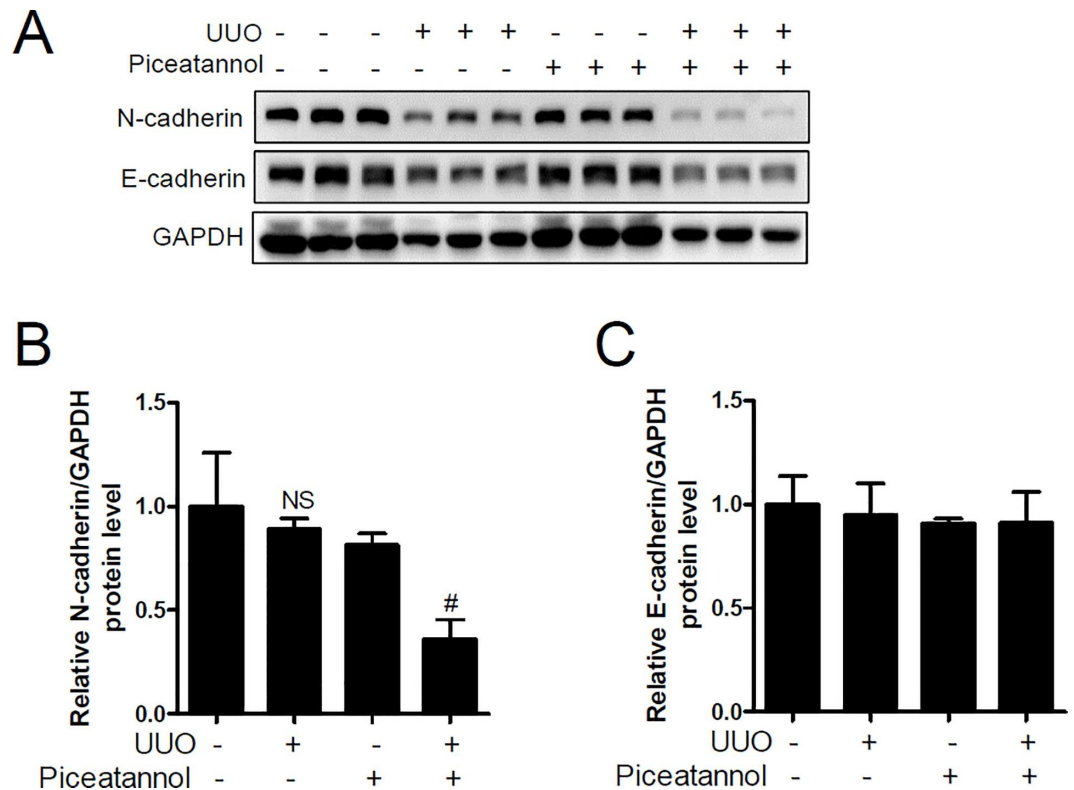 A
UUO - - - + + + - - - + + +
Piceatannol - - - - - - + + + + + +
N-cadherin
E-cadherin
GAPDH
B
Relative N-cadherin/GAPDH
protein level
1.5
1.0
0.5
0.0
NS
#
UUO - + - +
Piceatannol - - + +
C
Relative E-cadherin/GAPDH
protein level
1.5
1.0
0.5
0.0
UUO - + - +
Piceatannol - - + +